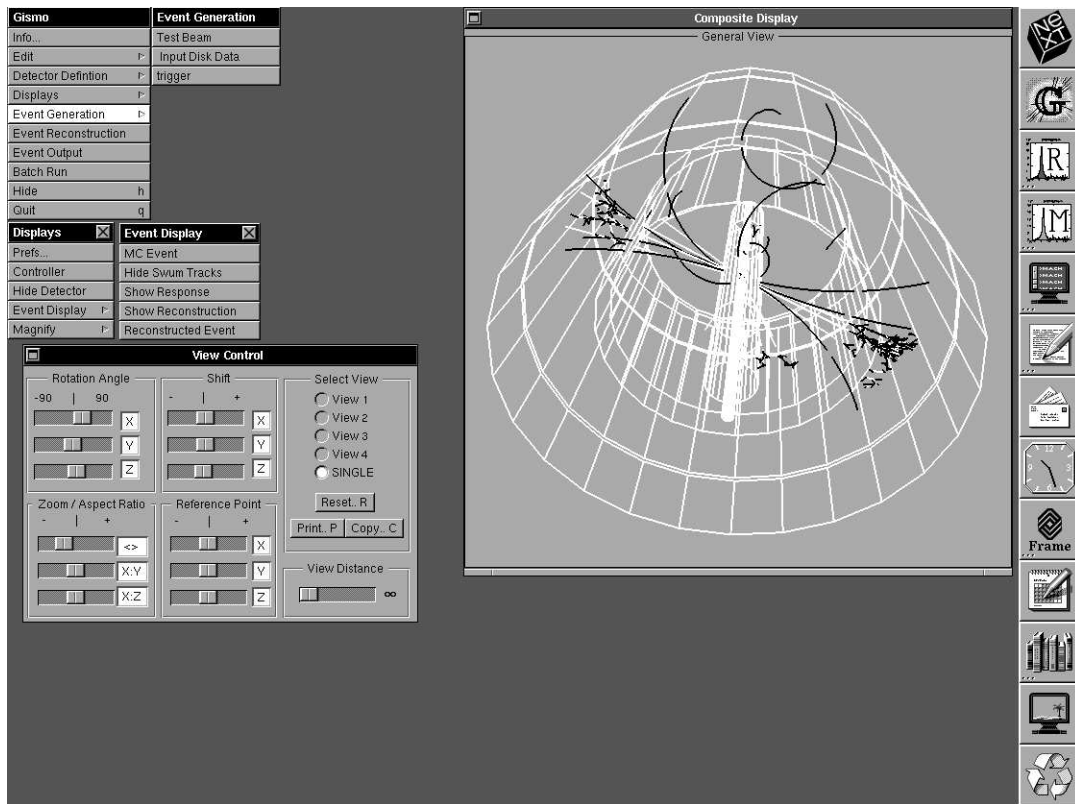 Gismo
Info...
Edit
Detector Defintion
Displays
Event Generation
Event Reconstruction
Event Output
Batch Run
Hide h
Quit q
Event Generation
Test Beam
Input Disk Data
trigger
Displays
Prefs...
Controller
Hide Detector
Event Display
Magnify
Event Display
MC Event
Hide Swum Tracks
Show Response
Show Reconstruction
Reconstructed Event
View Control
Rotation Angle
-90 | 90
X
Y
Z
Shift
- | +
X
Y
Z
Select View
View 1
View 2
View 3
View 4
SINGLE
Reset.. R
Print.. P Copy.. C
Zoom / Aspect Ratio
- | +
<>
X:Y
X:Z
Reference Point
- | +
X
Y
Z
View Distance
∞
Composite Display
General View
NeXT
G
R
M
Frame